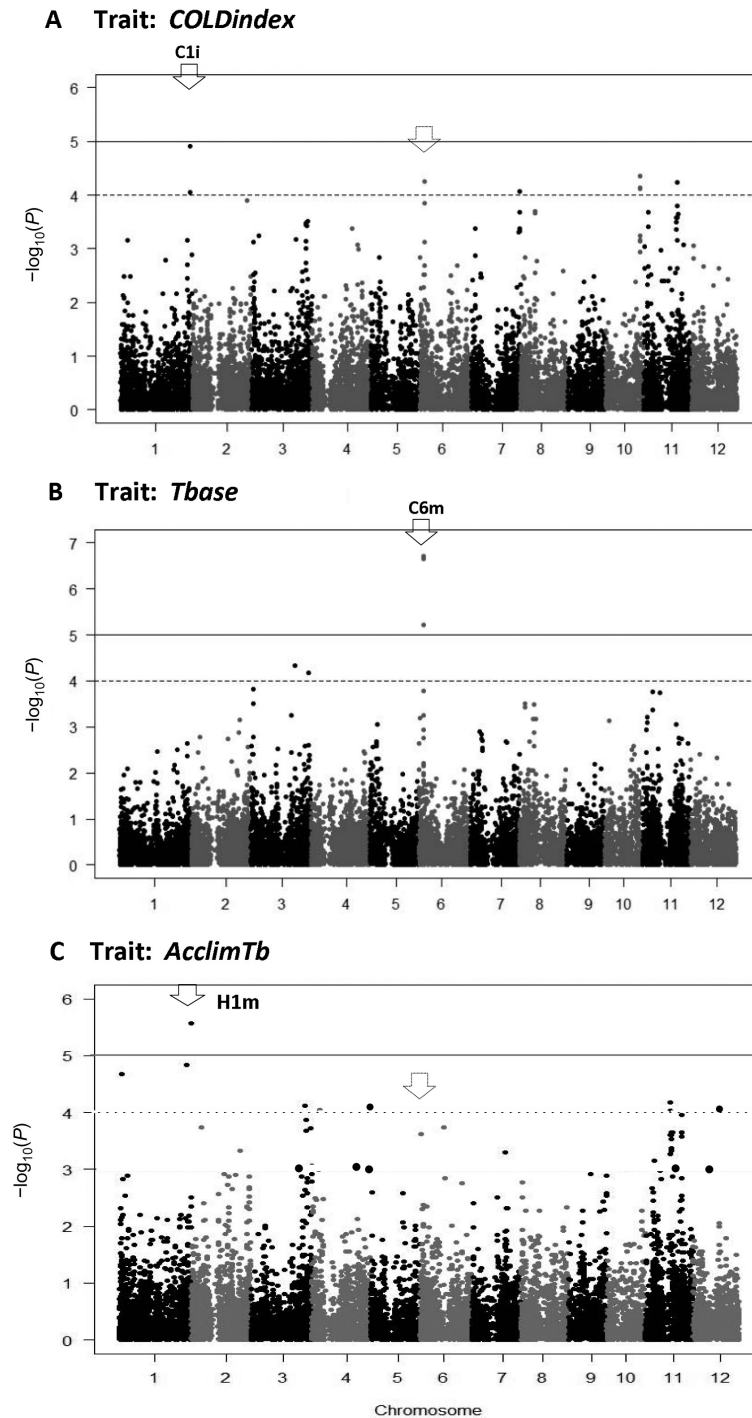 A Trait: COLDindex
C1i
6
5
4
3
2
1
0
−log10(P)
1 2 3 4 5 6 7 8 9 10 11 12
B Trait: Tbase
C6m
7
6
5
4
3
2
1
0
−log10(P)
1 2 3 4 5 6 7 8 9 10 11 12
C Trait: AcclimTb
H1m
6
5
4
3
2
1
0
−log10(P)
1 2 3 4 5 6 7 8 9 10 11 12
Chromosome